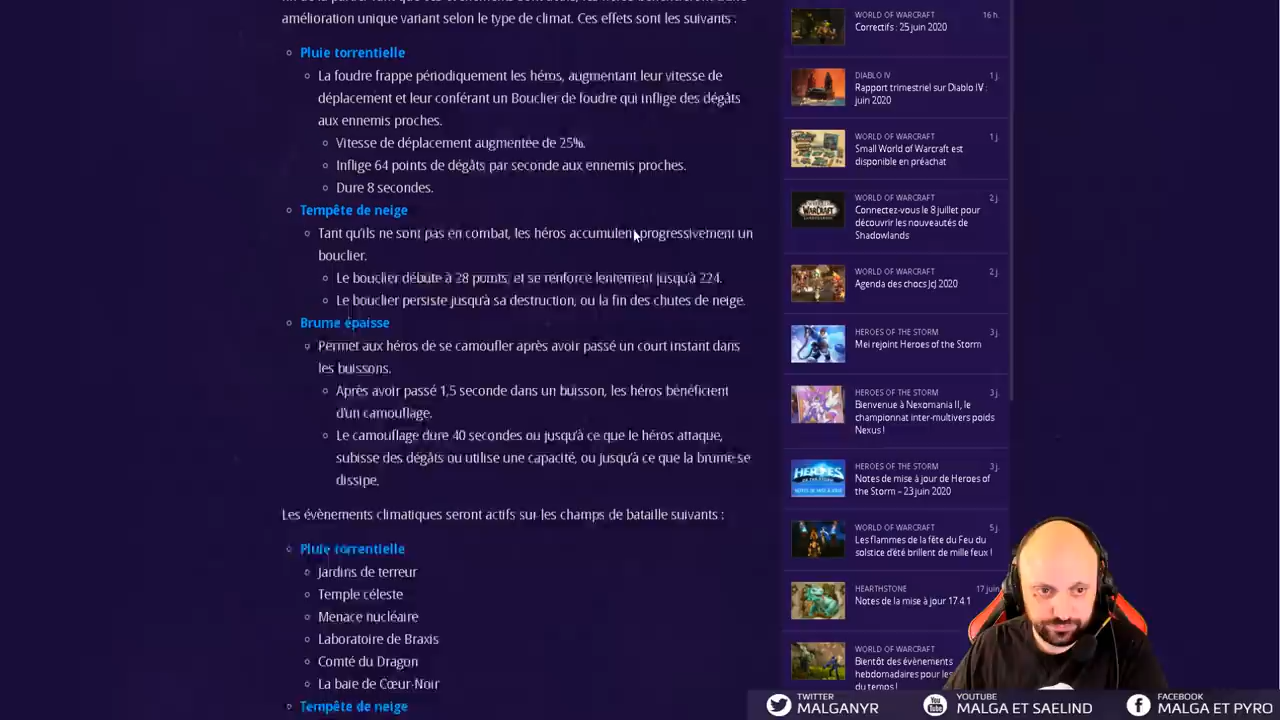 amélioration unique variant selon le type de climat. Ces effets sont les suivants :
Pluie torrentielle
La foudre frappe périodiquement les héros, augmentant leur vitesse de
déplacement et leur conférant un Bouclier de foudre qui inflige des dégâts
aux ennemis proches.
Vitesse de déplacement augmentée de 25%.
Inflige 64 points de dégâts par seconde aux ennemis proches.
Dure 8 secondes.
Tempête de neige
Tant qu'ils ne sont pas en combat, les héros accumulent progressivement un
bouclier.
Le bouclier débute à 28 points, et se renforce lentement jusqu'à 224.
Le bouclier persiste jusqu'à sa destruction, ou la fin des chutes de neige.
Brume épaisse
Permet aux héros de se camoufler après avoir passé un court instant dans
les buissons.
Après avoir passé 1,5 seconde dans un buisson, les héros bénéficient
d'un camouflage.
Le camouflage dure 40 secondes ou jusqu'à ce que le héros attaque,
subisse des dégâts ou utilise une capacité, ou jusqu'à ce que la brume se
dissipe.
Les évènements climatiques seront actifs sur les champs de bataille suivants :
Pluie torrentielle
Jardins de terreur
Temple céleste
Menace nucléaire
Laboratoire de Braxis
Comté du Dragon
La baie de Cœur-Noir
Tempête de neige
WORLD OF WARCRAFT 16 h.
Correctifs : 25 juin 2020
DIABLO IV 1 j.
Rapport trimestriel sur Diablo IV :
juin 2020
WORLD OF WARCRAFT 1 j.
Small World of Warcraft est
disponible en préachat
WORLD OF WARCRAFT 2 j.
Connectez-vous le 8 juillet pour
découvrir les nouveautés de
Shadowlands
WORLD OF WARCRAFT 2 j.
Agenda des chocs JcJ 2020
HEROES OF THE STORM 3 j.
Mei rejoint Heroes of the Storm
HEROES OF THE STORM 3 j.
Bienvenue à Nexomania II, le
championnat inter-multivers poids
Nexus !
HEROES OF THE STORM 3 j.
Notes de mise à jour de Heroes of
the Storm – 23 juin 2020
WORLD OF WARCRAFT 5 j.
Les flammes de la fête du Feu du
solstice d'été brillent de mille feux !
HEARTHSTONE 17 juin
Notes de la mise à jour 17.4.1
WORLD OF WARCRAFT
Bientôt des évènements
hebdomadaires pour les
du temps !
TWITTER
MALGANYR
YOUTUBE
MALGA ET SAELIND
FACEBOOK
MALGA ET PYRO